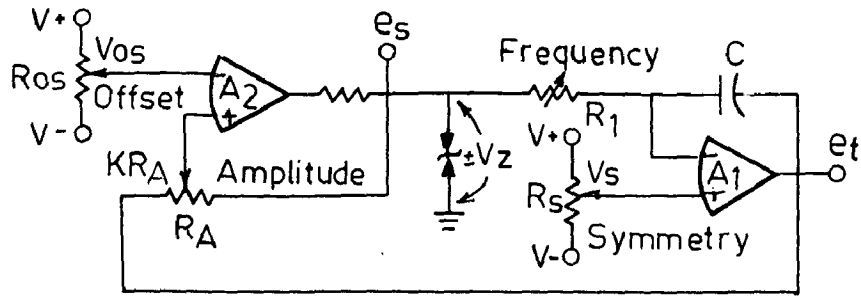 V+
Vos
Ros
Offset
V-
A2
-
+
es
Frequency
R1
C
±Vz
V+
Vs
Rs
V-
Symmetry
A1
-
+
et
KRA
Amplitude
RA